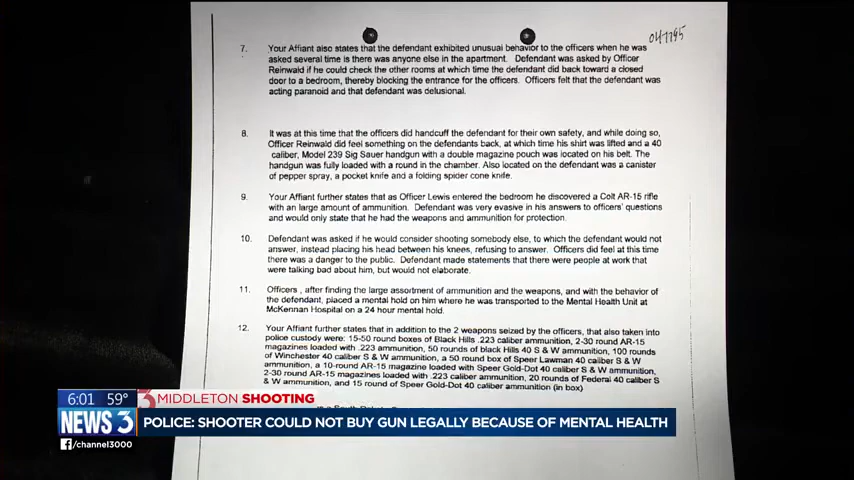 04-7795
7. Your Affiant also states that the defendant exhibited unusual behavior to the officers when he was
asked several time is there was anyone else in the apartment. Defendant was asked by Officer
Reinwald if he could check the other rooms at which time the defendant did back toward a closed
door to a bedroom, thereby blocking the entrance for the officers. Officers felt that the defendant was
acting paranoid and that defendant was delusional.
8. It was at this time that the officers did handcuff the defendant for their own safety, and while doing so,
Officer Reinwald did feel something on the defendants back, at which time his shirt was lifted and a 40
caliber, Model 239 Sig Sauer handgun with a double magazine pouch was located on his belt. The
handgun was fully loaded with a round in the chamber. Also located on the defendant was a canister
of pepper spray, a pocket knife and a folding spider cone knife.
9. Your Affiant further states that as Officer Lewis entered the bedroom he discovered a Colt AR-15 rifle
with an large amount of ammunition. Defendant was very evasive in his answers to officers' questions
and would only state that he had the weapons and ammunition for protection.
10. Defendant was asked if he would consider shooting somebody else, to which the defendant would not
answer, instead placing his head between his knees, refusing to answer. Officers did feel at this time
there was a danger to the public. Defendant made statements that there were people at work that
were talking bad about him, but would not elaborate.
11. Officers , after finding the large assortment of ammunition and the weapons, and with the behavior of
the defendant, placed a mental hold on him where he was transported to the Mental Health Unit at
McKennan Hospital on a 24 hour mental hold.
12. Your Affiant further states that in addition to the 2 weapons seized by the officers, that also taken into
police custody were: 15-50 round boxes of Black Hills .223 caliber ammunition, 2-30 round AR-15
magazines loaded with .223 ammunition, 50 rounds of black Hills 40 S & W ammunition, 100 rounds
of Winchester 40 caliber S & W ammunition, a 50 round box of Speer Lawman 40 caliber S & W
ammunition, a 10-round AR-15 magazine loaded with Speer Gold-Dot 40 caliber S & W ammunition,
2-30 round AR-15 magazines loaded with .223 caliber ammunition, 20 rounds of Federal 40 caliber S
& W ammunition, and 15 round of Speer Gold-Dot 40 caliber ammunition (in box)
6:01 59° 3 MIDDLETON SHOOTING
NEWS 3 POLICE: SHOOTER COULD NOT BUY GUN LEGALLY BECAUSE OF MENTAL HEALTH
f/channel3000